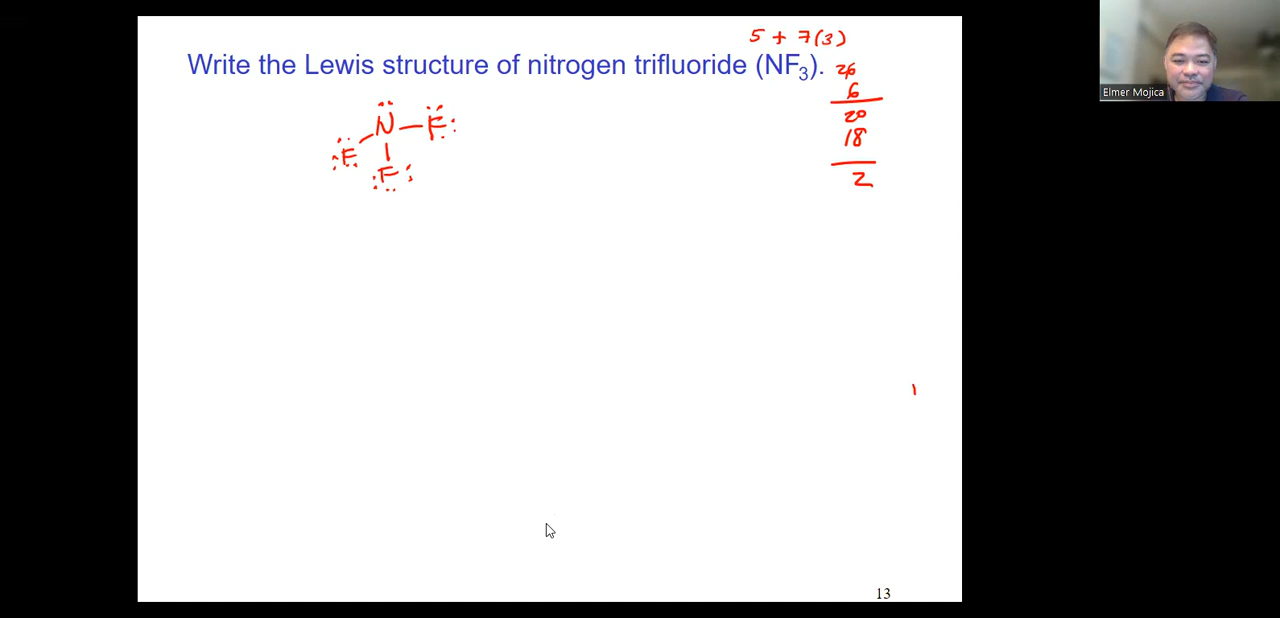 5 + 7(3)
Write the Lewis structure of nitrogen trifluoride (NF₃).
26
6
20
18
2
N – F
F
F
13
Elmer Mojica